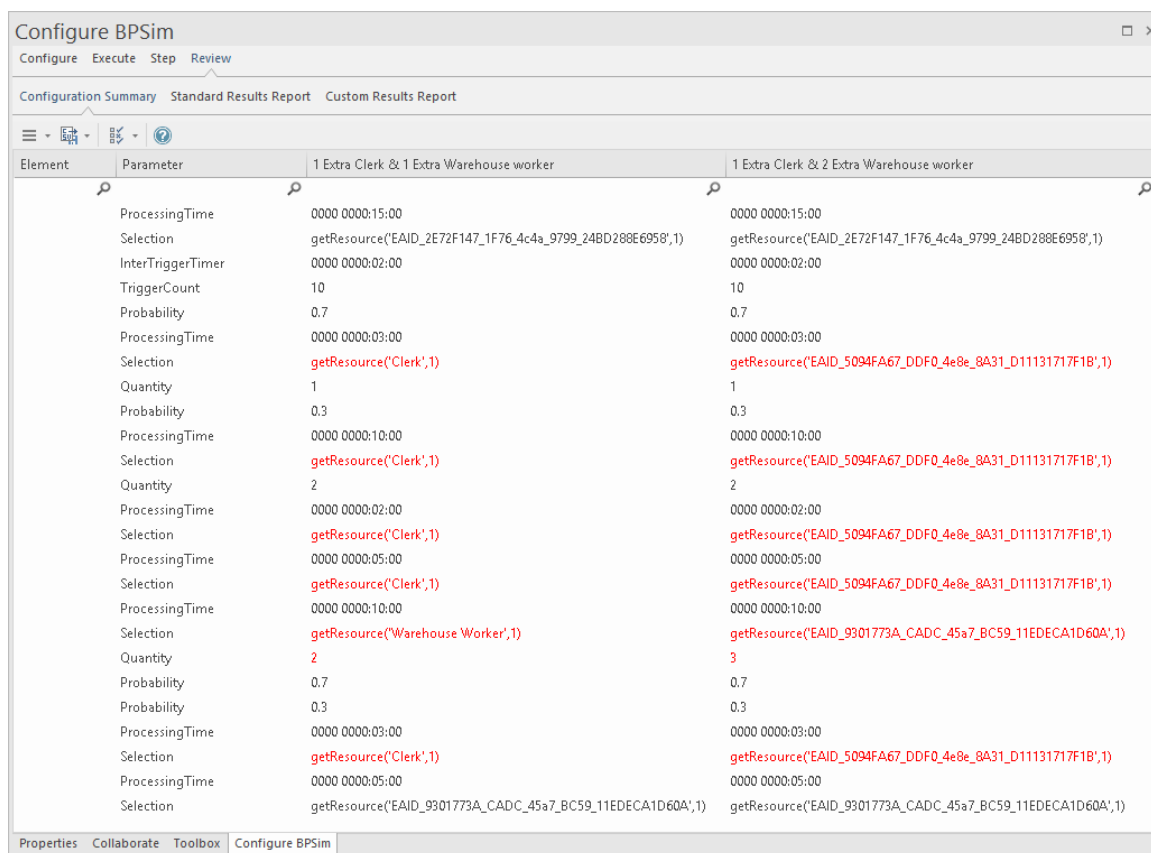 Configure BPSim
Configure Execute Step Review
Configuration Summary Standard Results Report Custom Results Report
Element Parameter 1 Extra Clerk & 1 Extra Warehouse worker 1 Extra Clerk & 2 Extra Warehouse worker
ProcessingTime 0000 0000:15:00 0000 0000:15:00
Selection getResource('EAID_2E72F147_1F76_4c4a_9799_24BD288E6958',1) getResource('EAID_2E72F147_1F76_4c4a_9799_24BD288E6958',1)
InterTriggerTimer 0000 0000:02:00 0000 0000:02:00
TriggerCount 10 10
Probability 0.7 0.7
ProcessingTime 0000 0000:03:00 0000 0000:03:00
Selection getResource('Clerk',1) getResource('EAID_5094FA67_DDF0_4e8e_8A31_D11131717F1B',1)
Quantity 1 1
Probability 0.3 0.3
ProcessingTime 0000 0000:10:00 0000 0000:10:00
Selection getResource('Clerk',1) getResource('EAID_5094FA67_DDF0_4e8e_8A31_D11131717F1B',1)
Quantity 2 2
ProcessingTime 0000 0000:02:00 0000 0000:02:00
Selection getResource('Clerk',1) getResource('EAID_5094FA67_DDF0_4e8e_8A31_D11131717F1B',1)
ProcessingTime 0000 0000:05:00 0000 0000:05:00
Selection getResource('Clerk',1) getResource('EAID_5094FA67_DDF0_4e8e_8A31_D11131717F1B',1)
ProcessingTime 0000 0000:10:00 0000 0000:10:00
Selection getResource('Warehouse Worker',1) getResource('EAID_9301773A_CADC_45a7_BC59_11EDECA1D60A',1)
Quantity 2 3
Probability 0.7 0.7
Probability 0.3 0.3
ProcessingTime 0000 0000:03:00 0000 0000:03:00
Selection getResource('Clerk',1) getResource('EAID_5094FA67_DDF0_4e8e_8A31_D11131717F1B',1)
ProcessingTime 0000 0000:05:00 0000 0000:05:00
Selection getResource('EAID_9301773A_CADC_45a7_BC59_11EDECA1D60A',1) getResource('EAID_9301773A_CADC_45a7_BC59_11EDECA1D60A',1)
Properties Collaborate Toolbox Configure BPSim